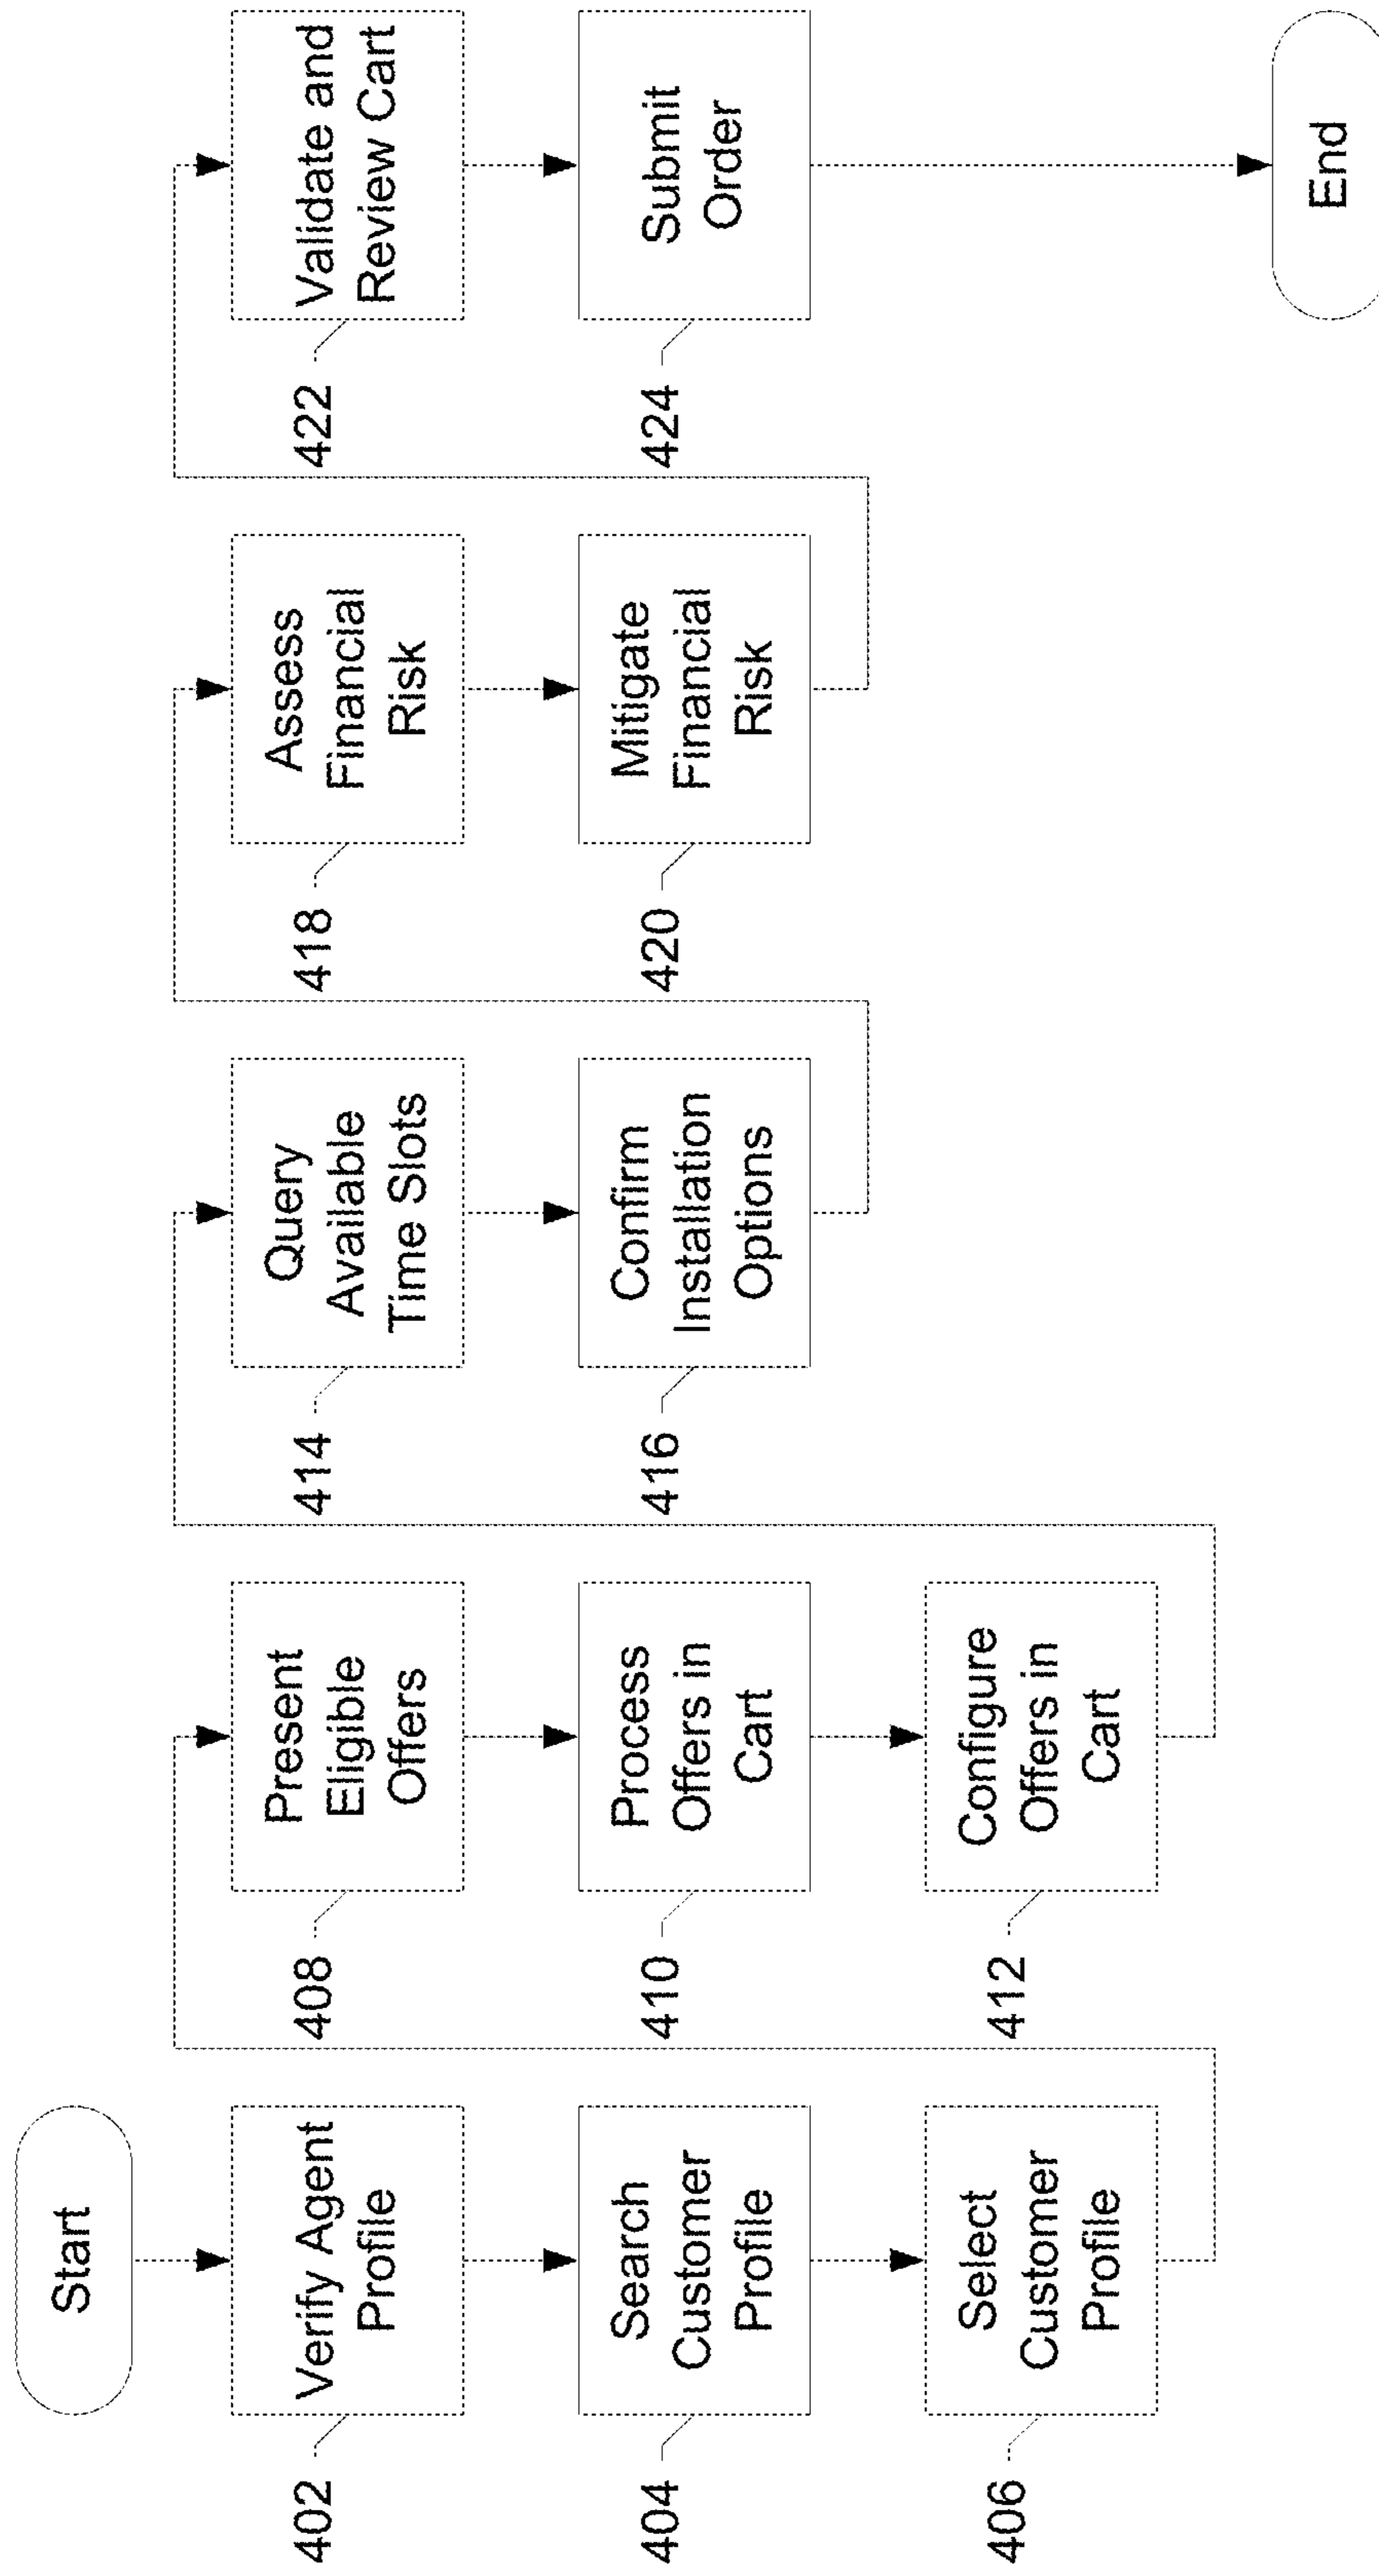 Start
402
Verify Agent
Profile
404
Search
Customer
Profile
406
Select
Customer
Profile
408
Present
Eligible
Offers
410
Process
Offers in
Cart
412
Configure
Offers in
Cart
414
Query
Available
Time Slots
416
Confirm
Installation
Options
418
Assess
Financial
Risk
420
Mitigate
Financial
Risk
422
Validate and
Review Cart
424
Submit
Order
End